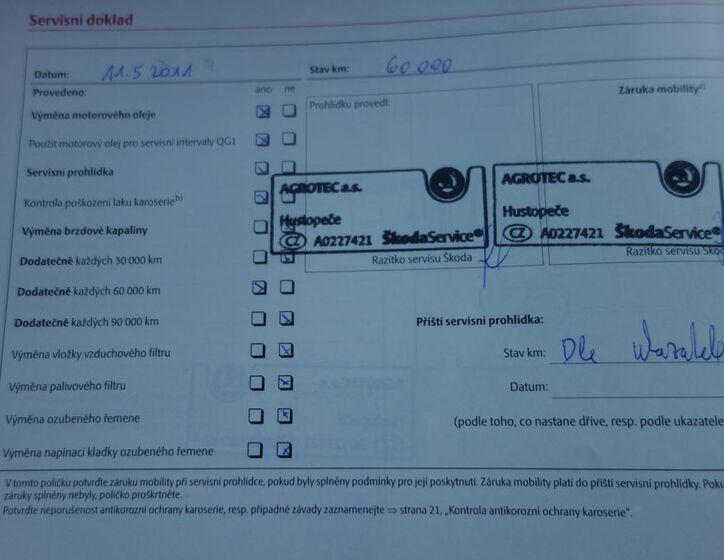 Servisní doklad
Datum: 11.5 2011 Stav km: 60.000
Provedeno: ano ne Prohlídku provedl: Záruka mobility a)
Výměna motorového oleje
Použit motorový olej pro servisní intervaly QG1
Servisní prohlídka
Kontrola poškození laku karoserie b)
Výměna brzdové kapaliny
Dodatečně každých 30 000 km
Dodatečně každých 60 000 km
Dodatečně každých 90 000 km
Výměna vložky vzduchového filtru
Výměna palivového filtru
Výměna ozubeného řemene
Výměna napínací kladky ozubeného řemene
AGROTEC a.s.
Hustopeče
CZ A0227421 ŠkodaService®
Razítko servisu Škoda
AGROTEC a.s.
Hustopeče
CZ A0227421 ŠkodaService®
Razítko servisu Škod
Příští servisní prohlídka:
Stav km: Dle
Datum:
(podle toho, co nastane dříve, resp. podle ukazatele
V tomto políčku potvrďte záruku mobility při servisní prohlídce, pokud byly splněny podmínky pro její poskytnutí. Záruka mobility platí do příští servisní prohlídky. Poku
záruky splněny nebyly, políčko proškrtněte.
Potvrďte neporušenost antikorozní ochrany karoserie, resp. případné závady zaznamenejte ⇒ strana 21, „Kontrola antikorozní ochrany karoserie“.